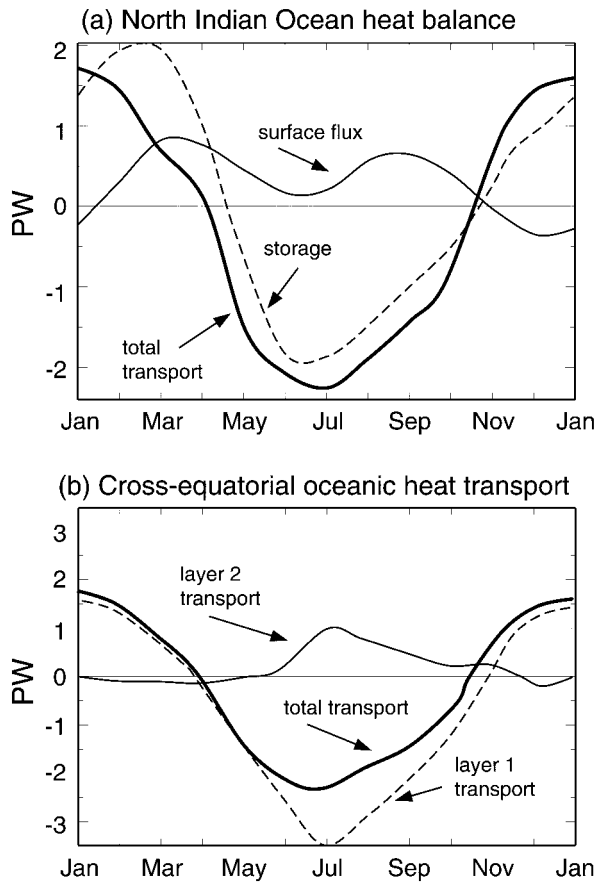 (a) North Indian Ocean heat balance
2
1
0
-1
-2
PW
surface flux
storage
total
transport
Jan Mar May Jul Sep Nov Jan
(b) Cross-equatorial oceanic heat transport
3
2
1
0
-1
-2
-3
PW
layer 2
transport
total transport
layer 1
transport
Jan Mar May Jul Sep Nov Jan